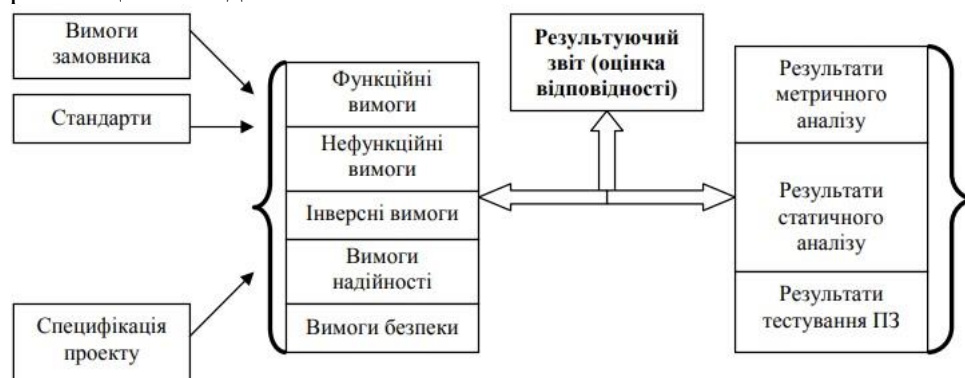 Вимоги
замовника
Стандарти
Специфікація
проекту
Функційні
вимоги
Нефункційні
вимоги
Інверсні вимоги
Вимоги
надійності
Вимоги безпеки
Результуючий
звіт (оцінка
відповідності)
Результати
метричного
аналізу
Результати
статичного
аналізу
Результати
тестування ПЗ